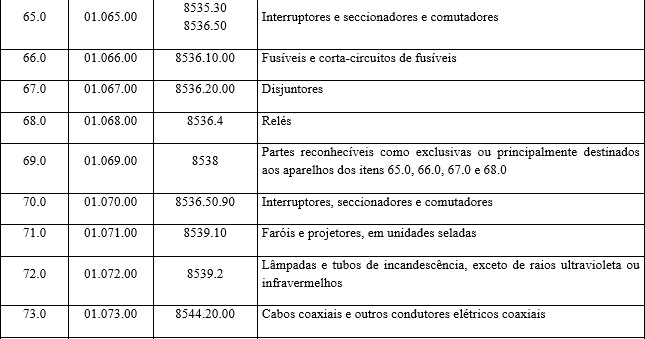 65.0 01.065.00 8535.30 Interruptores e seccionadores e comutadores
8536.50
66.0 01.066.00 8536.10.00 Fusíveis e corta-circuitos de fusíveis
67.0 01.067.00 8536.20.00 Disjuntores
68.0 01.068.00 8536.4 Relés
69.0 01.069.00 8538 Partes reconhecíveis como exclusivas ou principalmente destinados
aos aparelhos dos itens 65.0, 66.0, 67.0 e 68.0
70.0 01.070.00 8536.50.90 Interruptores, seccionadores e comutadores
71.0 01.071.00 8539.10 Faróis e projetores, em unidades seladas
72.0 01.072.00 8539.2 Lâmpadas e tubos de incandescência, exceto de raios ultravioleta ou
infravermelhos
73.0 01.073.00 8544.20.00 Cabos coaxiais e outros condutores elétricos coaxiais